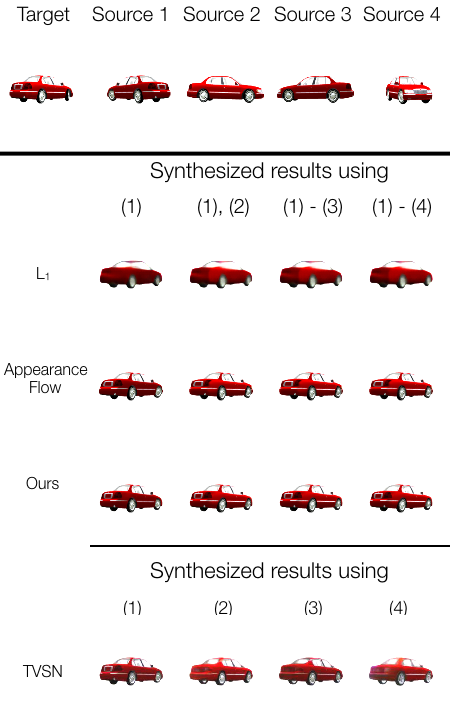 Target Source 1 Source 2 Source 3 Source 4
Synthesized results using
(1) (1), (2) (1) - (3) (1) - (4)
L₁
Appearance
Flow
Ours
Synthesized results using
(1) (2) (3) (4)
TVSN